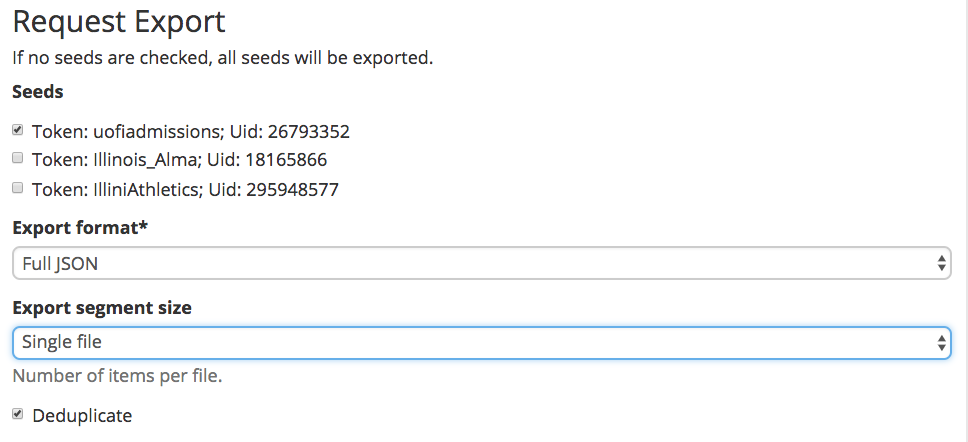 Request Export
If no seeds are checked, all seeds will be exported.
Seeds
Token: uofiadmissions; Uid: 26793352
Token: Illinois_Alma; Uid: 18165866
Token: IlliniAthletics; Uid: 295948577
Export format*
Full JSON
Export segment size
Single file
Number of items per file.
Deduplicate